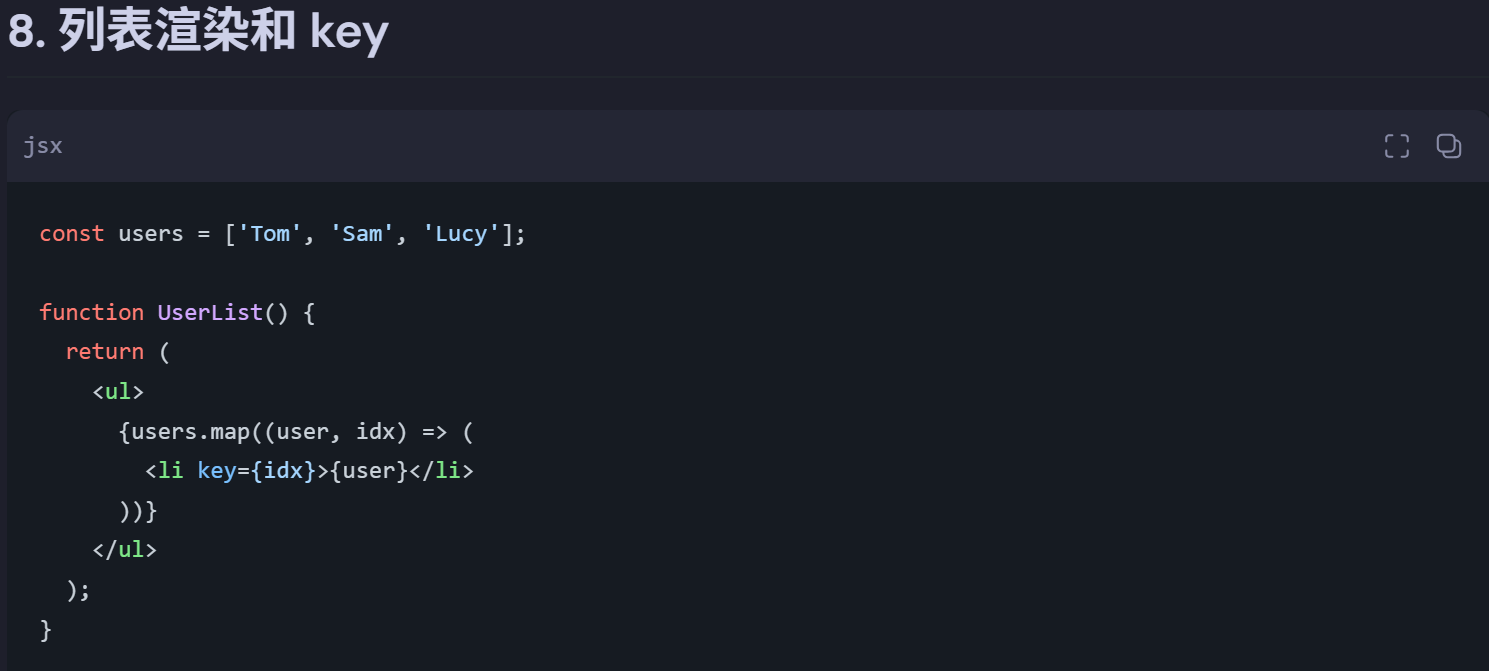 8. 列表渲染和 key
jsx
const users = ['Tom', 'Sam', 'Lucy'];
function UserList() {
  return (
    <ul>
      {users.map((user, idx) => (
        <li key={idx}>{user}</li>
      ))}
    </ul>
  );
}